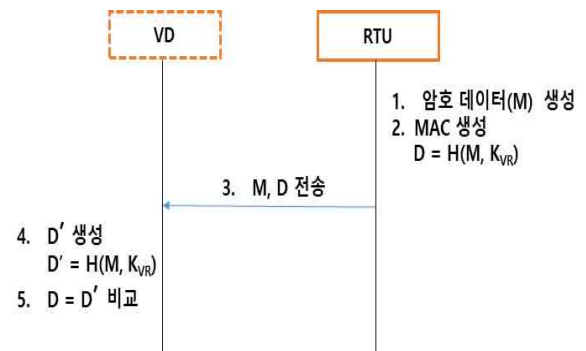 VD
RTU
1. 암호 데이터(M) 생성
2. MAC 생성
D = H(M, KVR)
3. M, D 전송
4. D′ 생성
D′ = H(M, KVR)
5. D = D′ 비교